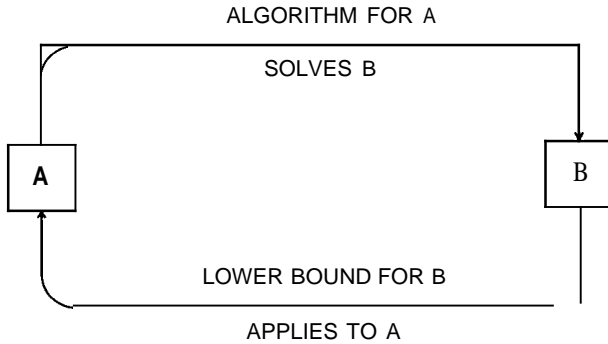 ALGORITHM FOR A
SOLVES B
A
B
LOWER BOUND FOR B
APPLIES TO A